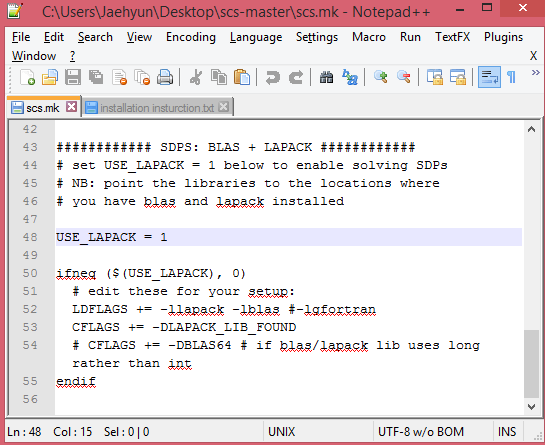 C:\Users\Jaehyun\Desktop\scs-master\scs.mk - Notepad++
File Edit Search View Encoding Language Settings Macro Run TextFX Plugins
Window ? X
scs.mk installation insturction.txt
42
43 ############ SDPS: BLAS + LAPACK ############
44 # set USE_LAPACK = 1 below to enable solving SDPs
45 # NB: point the libraries to the locations where
46 # you have blas and lapack installed
47
48 USE_LAPACK = 1
49
50 ifneq ($(USE_LAPACK), 0)
51 # edit these for your setup:
52 LDFLAGS += -llapack -lblas #-lgfortran
53 CFLAGS += -DLAPACK_LIB_FOUND
54 # CFLAGS += -DBLAS64 # if blas/lapack lib uses long
rather than int
55 endif
56
Ln : 48 Col : 15 Sel : 0 | 0 UNIX UTF-8 w/o BOM INS